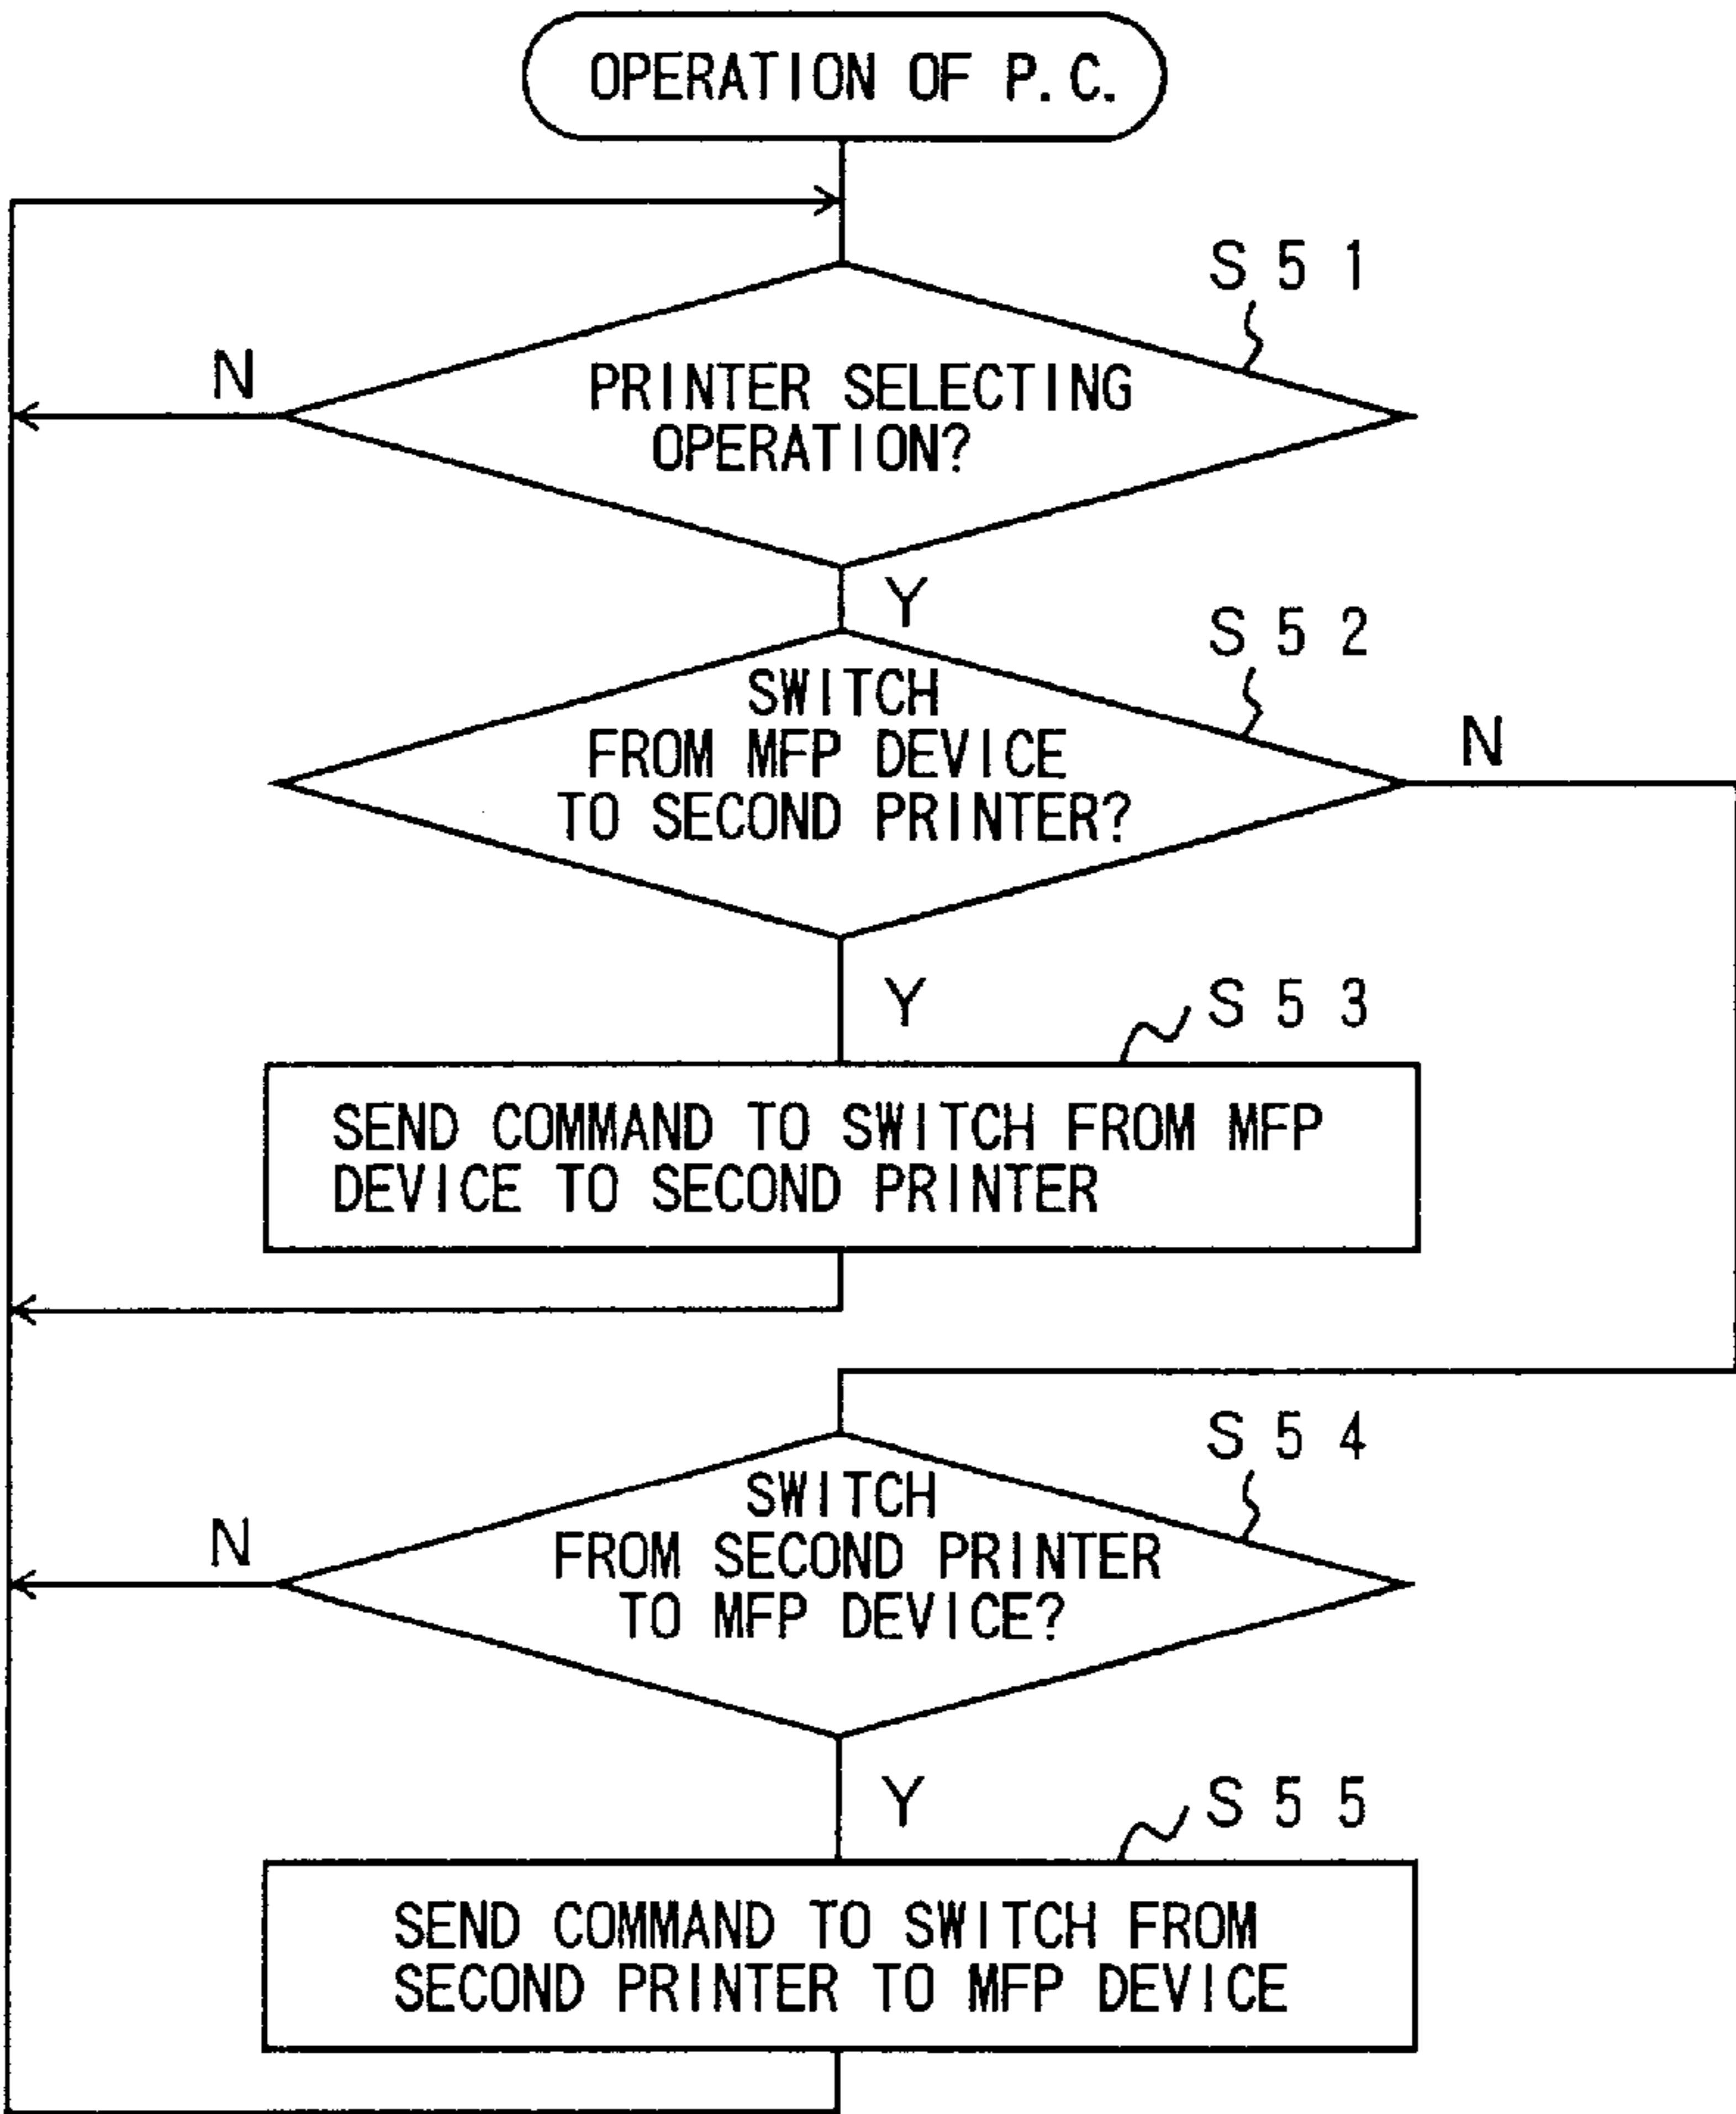 OPERATION OF P.C.
S51
N
PRINTER SELECTING
OPERATION?
Y
S52
SWITCH
FROM MFP DEVICE
TO SECOND PRINTER?
N
Y
S53
SEND COMMAND TO SWITCH FROM MFP
DEVICE TO SECOND PRINTER
S54
SWITCH
FROM SECOND PRINTER
TO MFP DEVICE?
N
Y
S55
SEND COMMAND TO SWITCH FROM
SECOND PRINTER TO MFP DEVICE